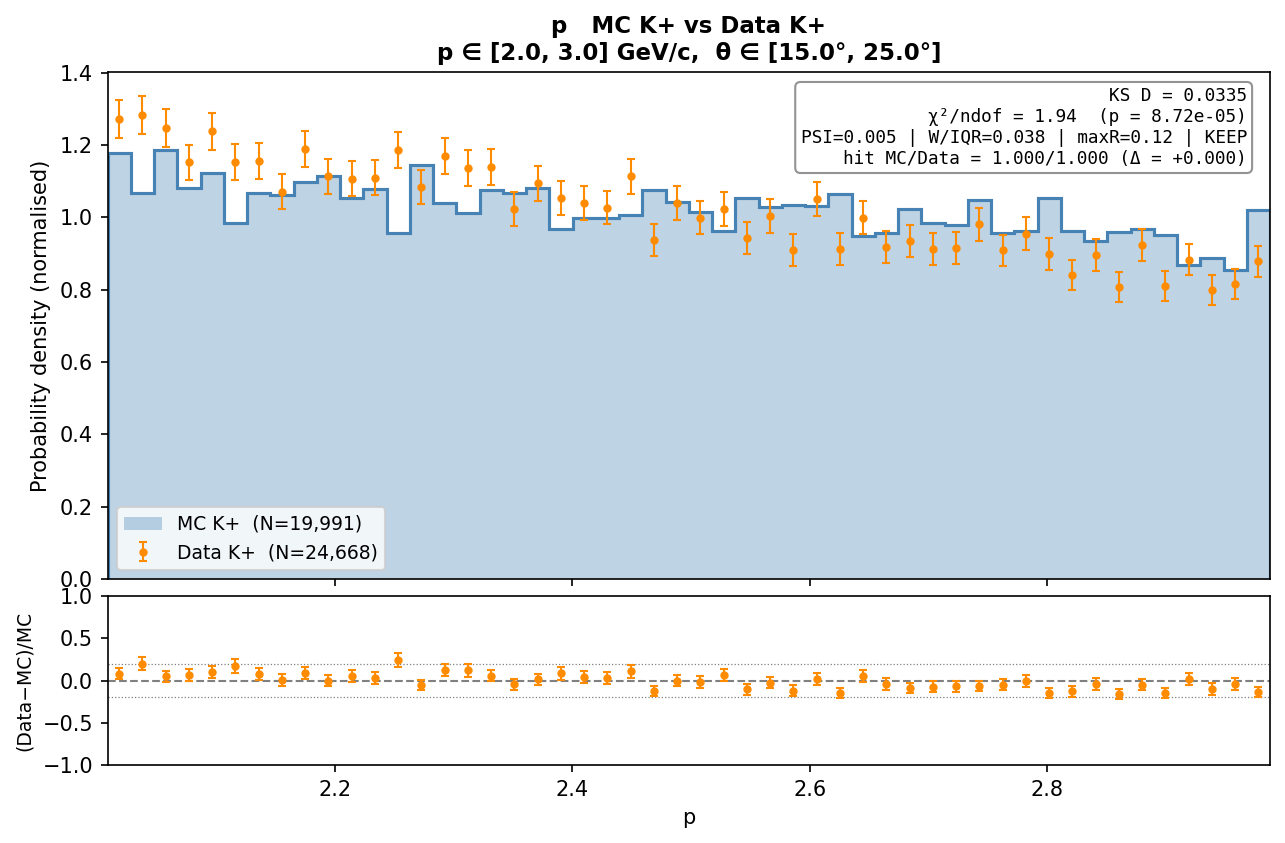 p   MC K+ vs Data K+
p ∈ [2.0, 3.0] GeV/c,  θ ∈ [15.0°, 25.0°]
Probability density (normalised)
1.4
1.2
1.0
0.8
0.6
0.4
0.2
0.0
KS D = 0.0335
χ²/ndof = 1.94  (p = 8.72e-05)
PSI=0.005 | W/IQR=0.038 | maxR=0.12 | KEEP
hit MC/Data = 1.000/1.000 (Δ = +0.000)
MC K+  (N=19,991)
Data K+  (N=24,668)
(Data−MC)/MC
1.0
0.5
0.0
−0.5
−1.0
2.2
2.4
2.6
2.8
p